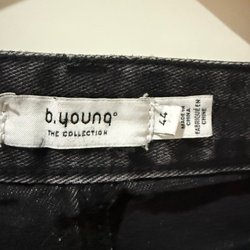 b.young°
THE COLLECTION
44
MADE IN
CHINA
FABRIQUÉ EN
CHINE